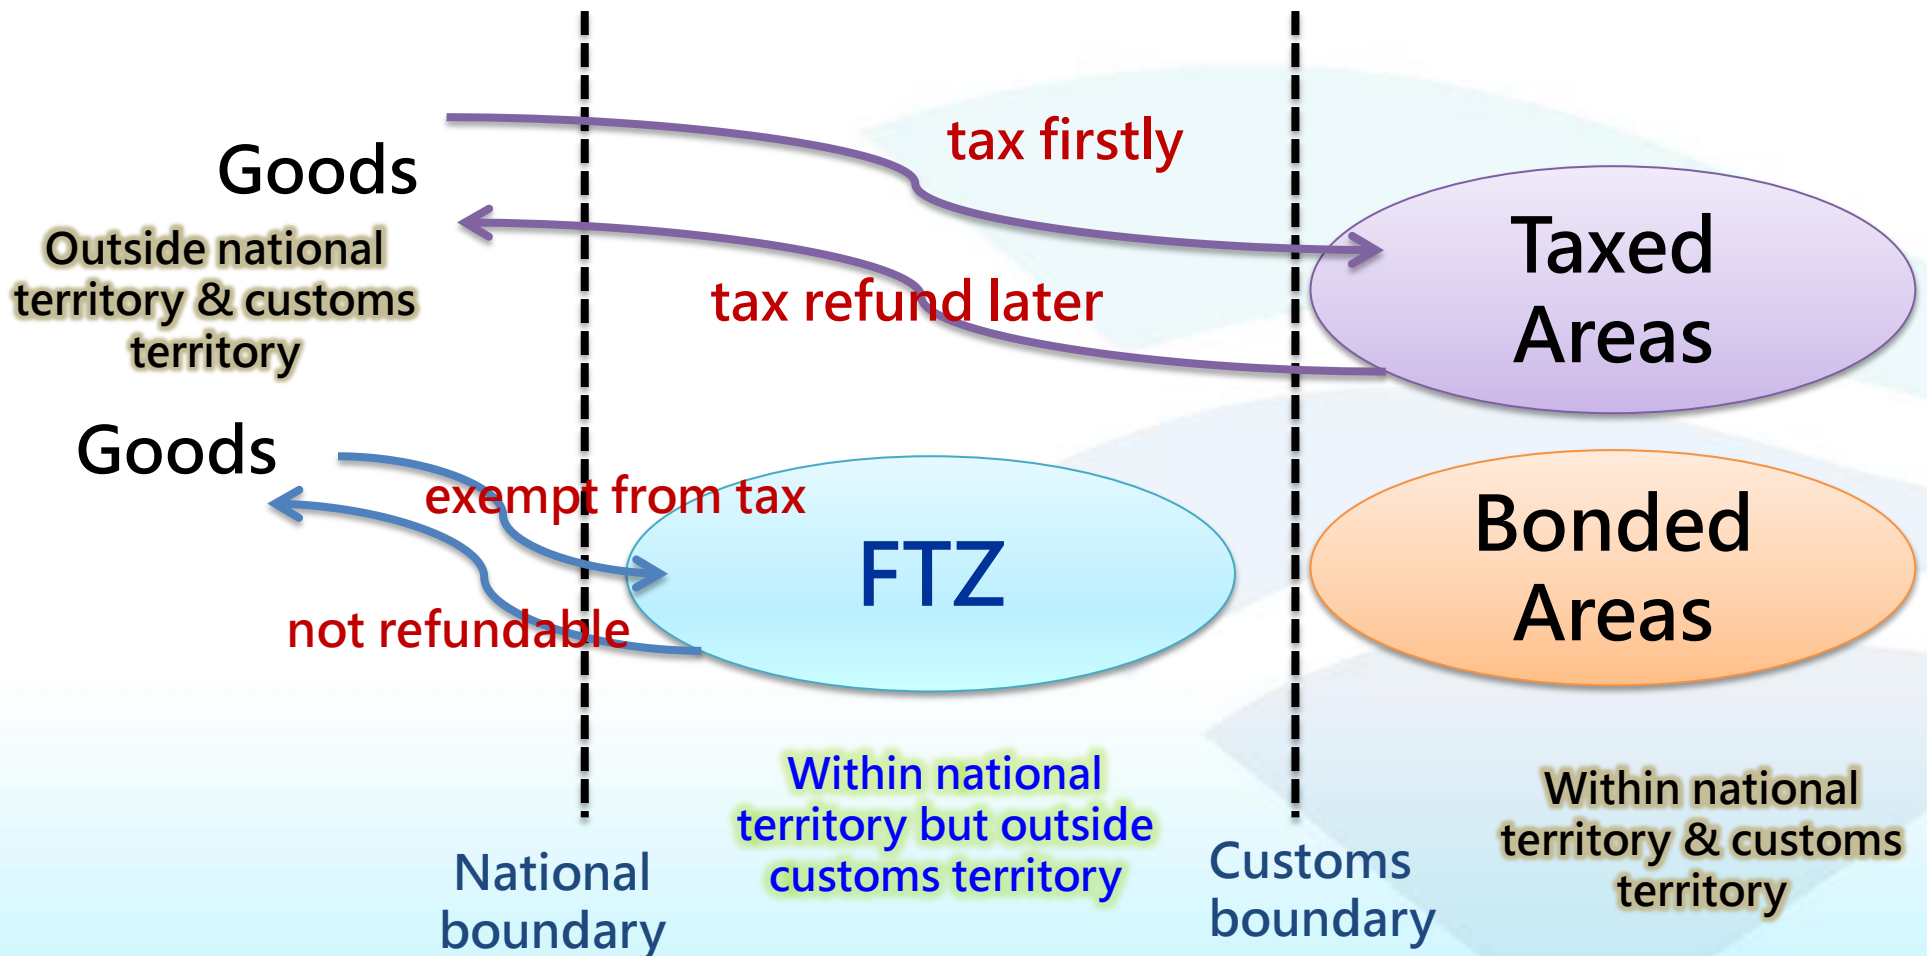 tax firstly
Goods
Outside national
territory & customs
territory
tax refund later
Taxed
Areas
Goods
exempt from tax
not refundable
FTZ
Bonded
Areas
National
boundary
Within national
territory but outside
customs territory
Customs
boundary
Within national
territory & customs
territory